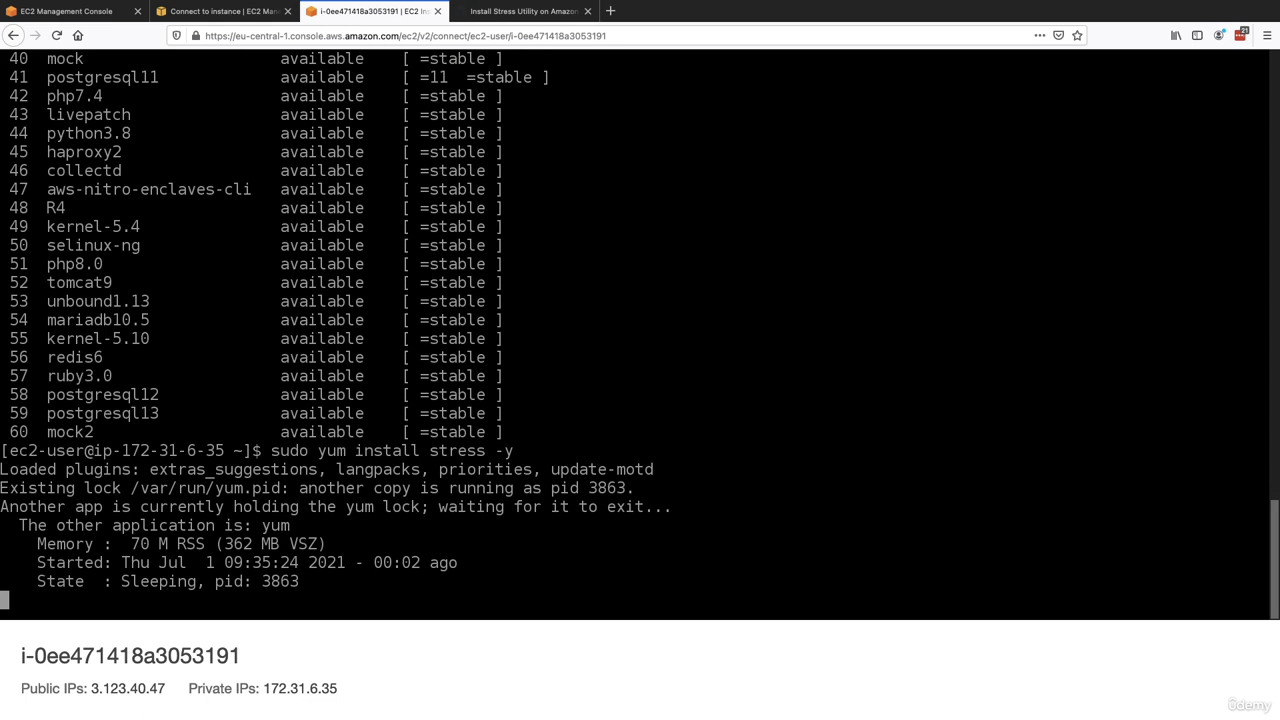 EC2 Management Console
Connect to instance | EC2 Man
i-0ee471418a3053191 | EC2 In
Install Stress Utility on Amazon
https://eu-central-1.console.aws.amazon.com/ec2/v2/connect/ec2-user/i-0ee471418a3053191
21
40 mock available [ =stable ]
41 postgresql11 available [ =11 =stable ]
42 php7.4 available [ =stable ]
43 livepatch available [ =stable ]
44 python3.8 available [ =stable ]
45 haproxy2 available [ =stable ]
46 collectd available [ =stable ]
47 aws-nitro-enclaves-cli available [ =stable ]
48 R4 available [ =stable ]
49 kernel-5.4 available [ =stable ]
50 selinux-ng available [ =stable ]
51 php8.0 available [ =stable ]
52 tomcat9 available [ =stable ]
53 unbound1.13 available [ =stable ]
54 mariadb10.5 available [ =stable ]
55 kernel-5.10 available [ =stable ]
56 redis6 available [ =stable ]
57 ruby3.0 available [ =stable ]
58 postgresql12 available [ =stable ]
59 postgresql13 available [ =stable ]
60 mock2 available [ =stable ]
[ec2-user@ip-172-31-6-35 ~]$ sudo yum install stress -y
Loaded plugins: extras_suggestions, langpacks, priorities, update-motd
Existing lock /var/run/yum.pid: another copy is running as pid 3863.
Another app is currently holding the yum lock; waiting for it to exit...
The other application is: yum
Memory : 70 M RSS (362 MB VSZ)
Started: Thu Jul 1 09:35:24 2021 - 00:02 ago
State : Sleeping, pid: 3863
i-0ee471418a3053191
Public IPs: 3.123.40.47 Private IPs: 172.31.6.35
ûdemy